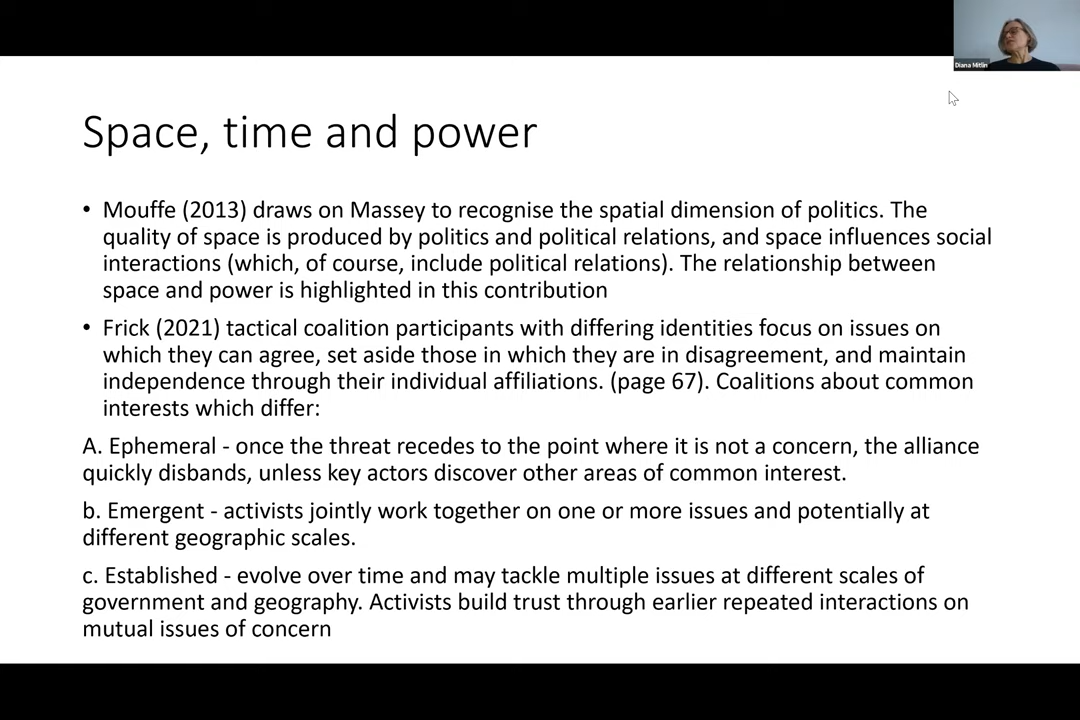 Diana Mitlin
Space, time and power
• Mouffe (2013) draws on Massey to recognise the spatial dimension of politics. The
quality of space is produced by politics and political relations, and space influences social
interactions (which, of course, include political relations). The relationship between
space and power is highlighted in this contribution
• Frick (2021) tactical coalition participants with differing identities focus on issues on
which they can agree, set aside those in which they are in disagreement, and maintain
independence through their individual affiliations. (page 67). Coalitions about common
interests which differ:
A. Ephemeral - once the threat recedes to the point where it is not a concern, the alliance
quickly disbands, unless key actors discover other areas of common interest.
b. Emergent - activists jointly work together on one or more issues and potentially at
different geographic scales.
c. Established - evolve over time and may tackle multiple issues at different scales of
government and geography. Activists build trust through earlier repeated interactions on
mutual issues of concern